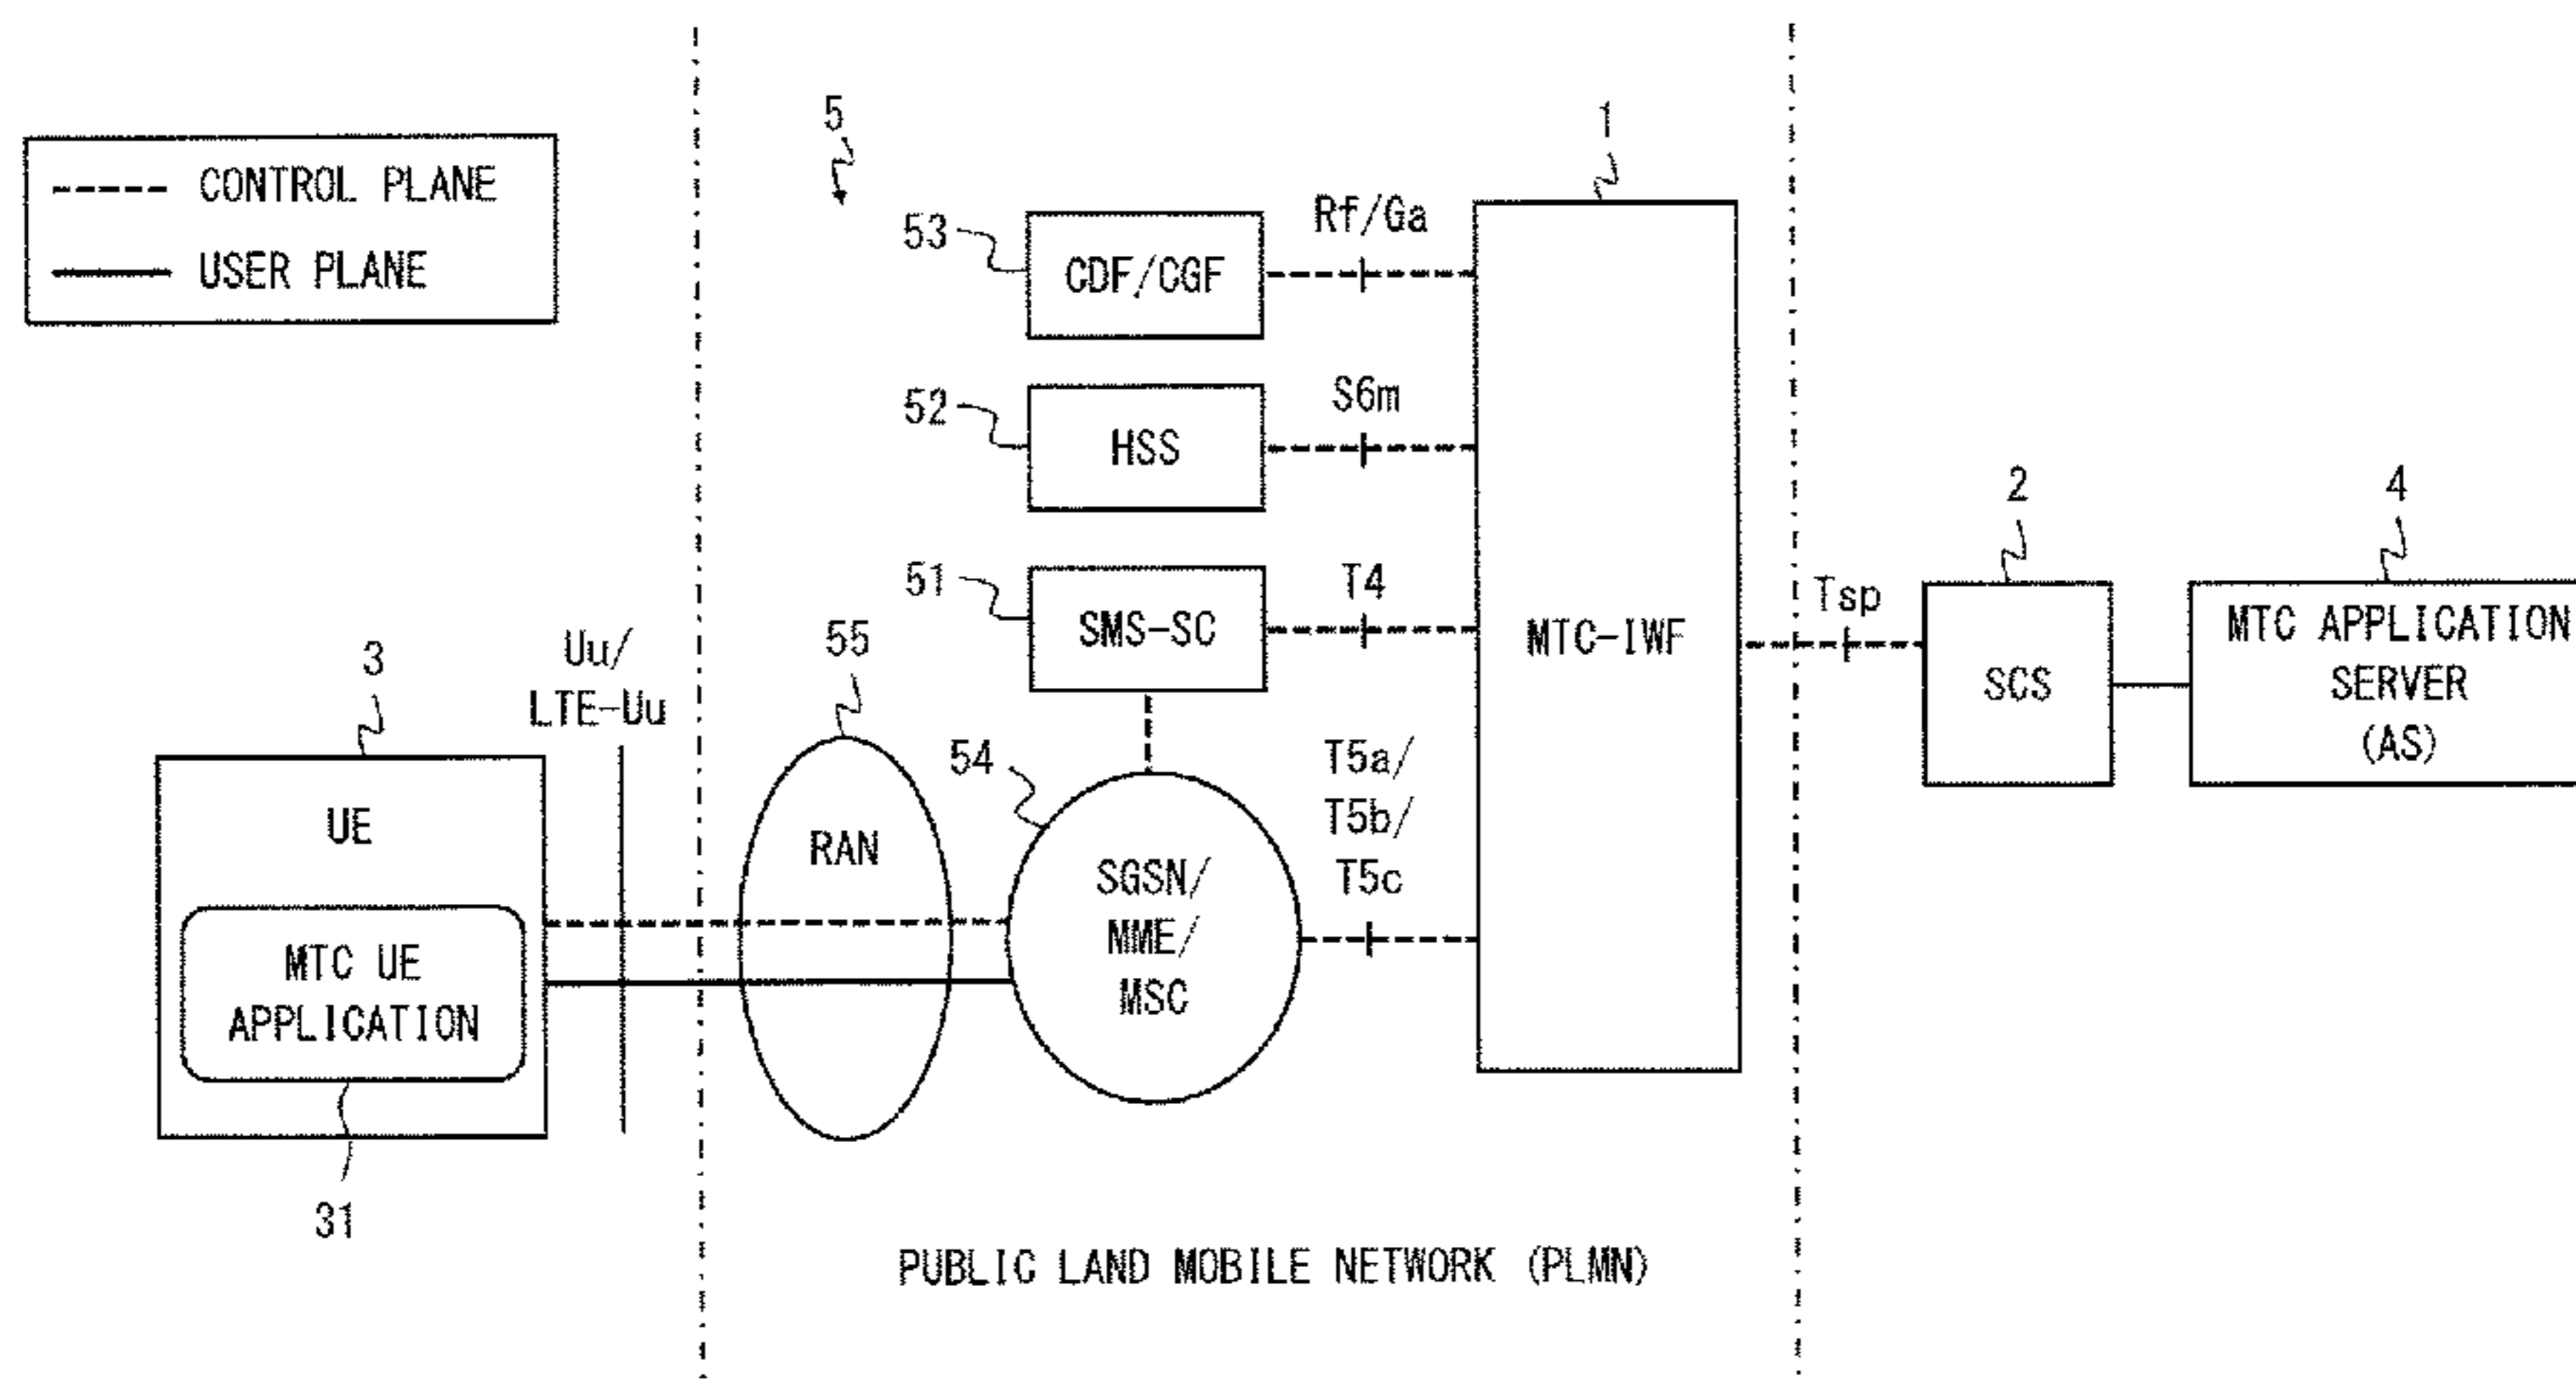 CONTROL PLANE
USER PLANE
5
1
53
CDF/CGF
Rf/Ga
52
HSS
S6m
51
SMS-SC
T4
MTC-IWF
Tsp
2
SCS
4
MTC APPLICATION
SERVER
(AS)
3
Uu/
LTE-Uu
55
RAN
54
SGSN/
MME/
MSC
T5a/
T5b/
T5c
UE
MTC UE
APPLICATION
31
PUBLIC LAND MOBILE NETWORK (PLMN)